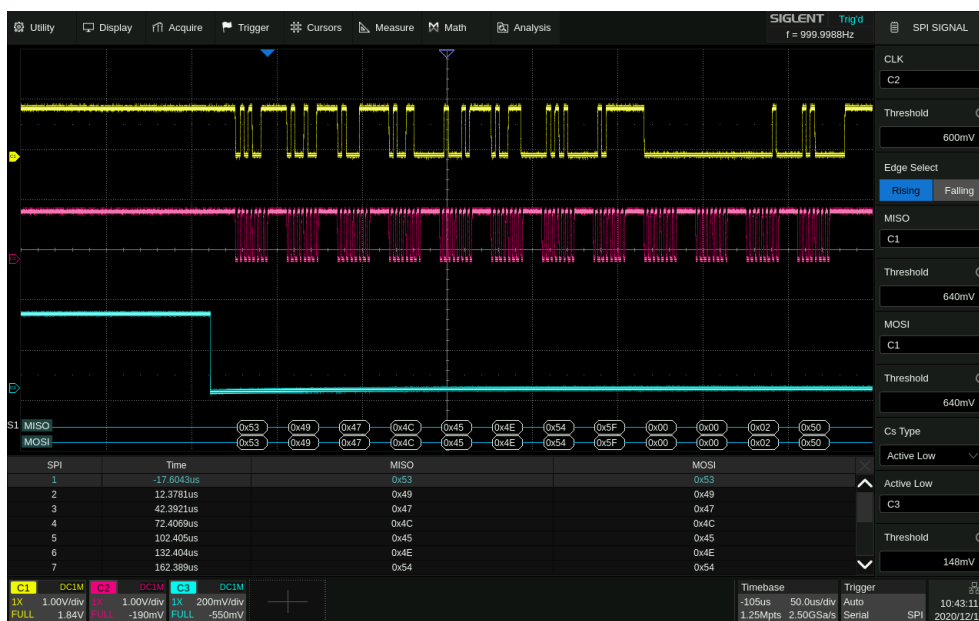 Utility Display Acquire Trigger Cursors Measure Math Analysis
SIGLENT Trig'd
f = 999.9988Hz
SPI SIGNAL
CLK
C2
Threshold
600mV
Edge Select
Rising Falling
MISO
C1
Threshold
640mV
MOSI
C1
Threshold
640mV
Cs Type
Active Low
Active Low
C3
Threshold
148mV
S1 MISO 0x53 0x49 0x47 0x4C 0x45 0x4E 0x54 0x5F 0x00 0x00 0x02 0x50
MOSI 0x53 0x49 0x47 0x4C 0x45 0x4E 0x54 0x5F 0x00 0x00 0x02 0x50
SPI Time MISO MOSI
1 -17.6043us 0x53 0x53
2 12.3781us 0x49 0x49
3 42.3921us 0x47 0x47
4 72.4069us 0x4C 0x4C
5 102.405us 0x45 0x45
6 132.404us 0x4E 0x4E
7 162.389us 0x54 0x54
C1 DC1M C2 DC1M C3 DC1M
1X 1.00V/div 1X 1.00V/div 1X 200mV/div
FULL 1.84V FULL -190mV FULL -550mV
Timebase
-105us 50.0us/div
1.25Mpts 2.50GSa/s
Trigger
Auto
Serial SPI
10:43:11
2020/12/1